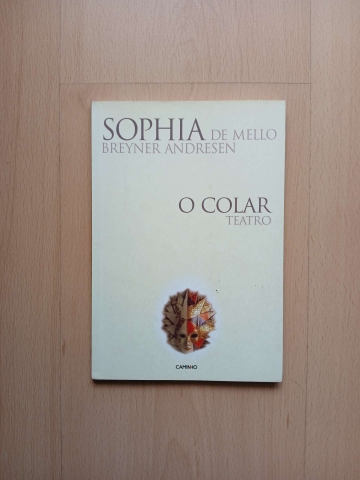 SOPHIA DE MELLO
BREYNER ANDRESEN
O COLAR
TEATRO
CAMINHO